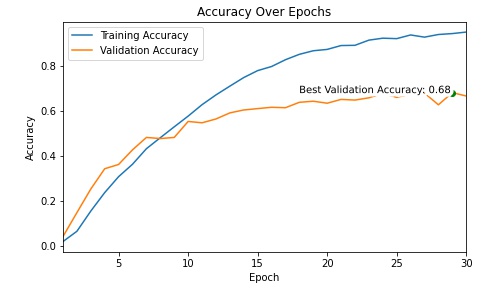 Accuracy Over Epochs
Training Accuracy
Validation Accuracy
Best Validation Accuracy: 0.68
Accuracy
0.8
0.6
0.4
0.2
0.0
5 10 15 20 25 30
Epoch